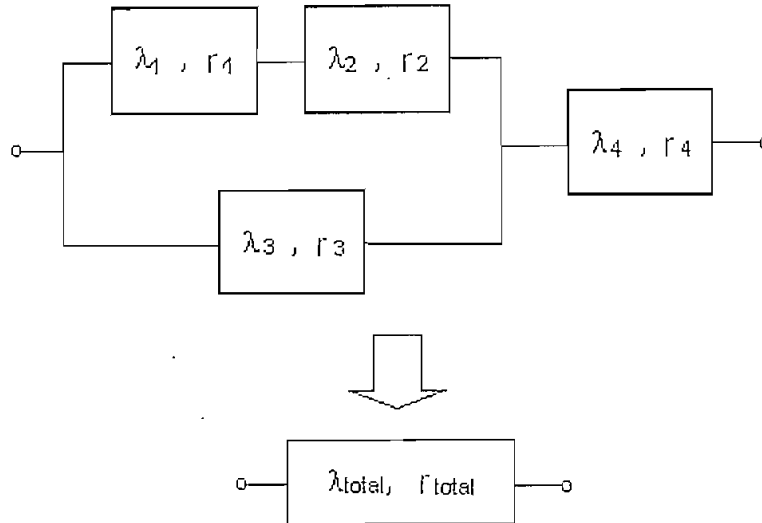 λ1 , r1
λ2 , r2
λ3 , r3
λ4 , r4
λtotal, rtotal